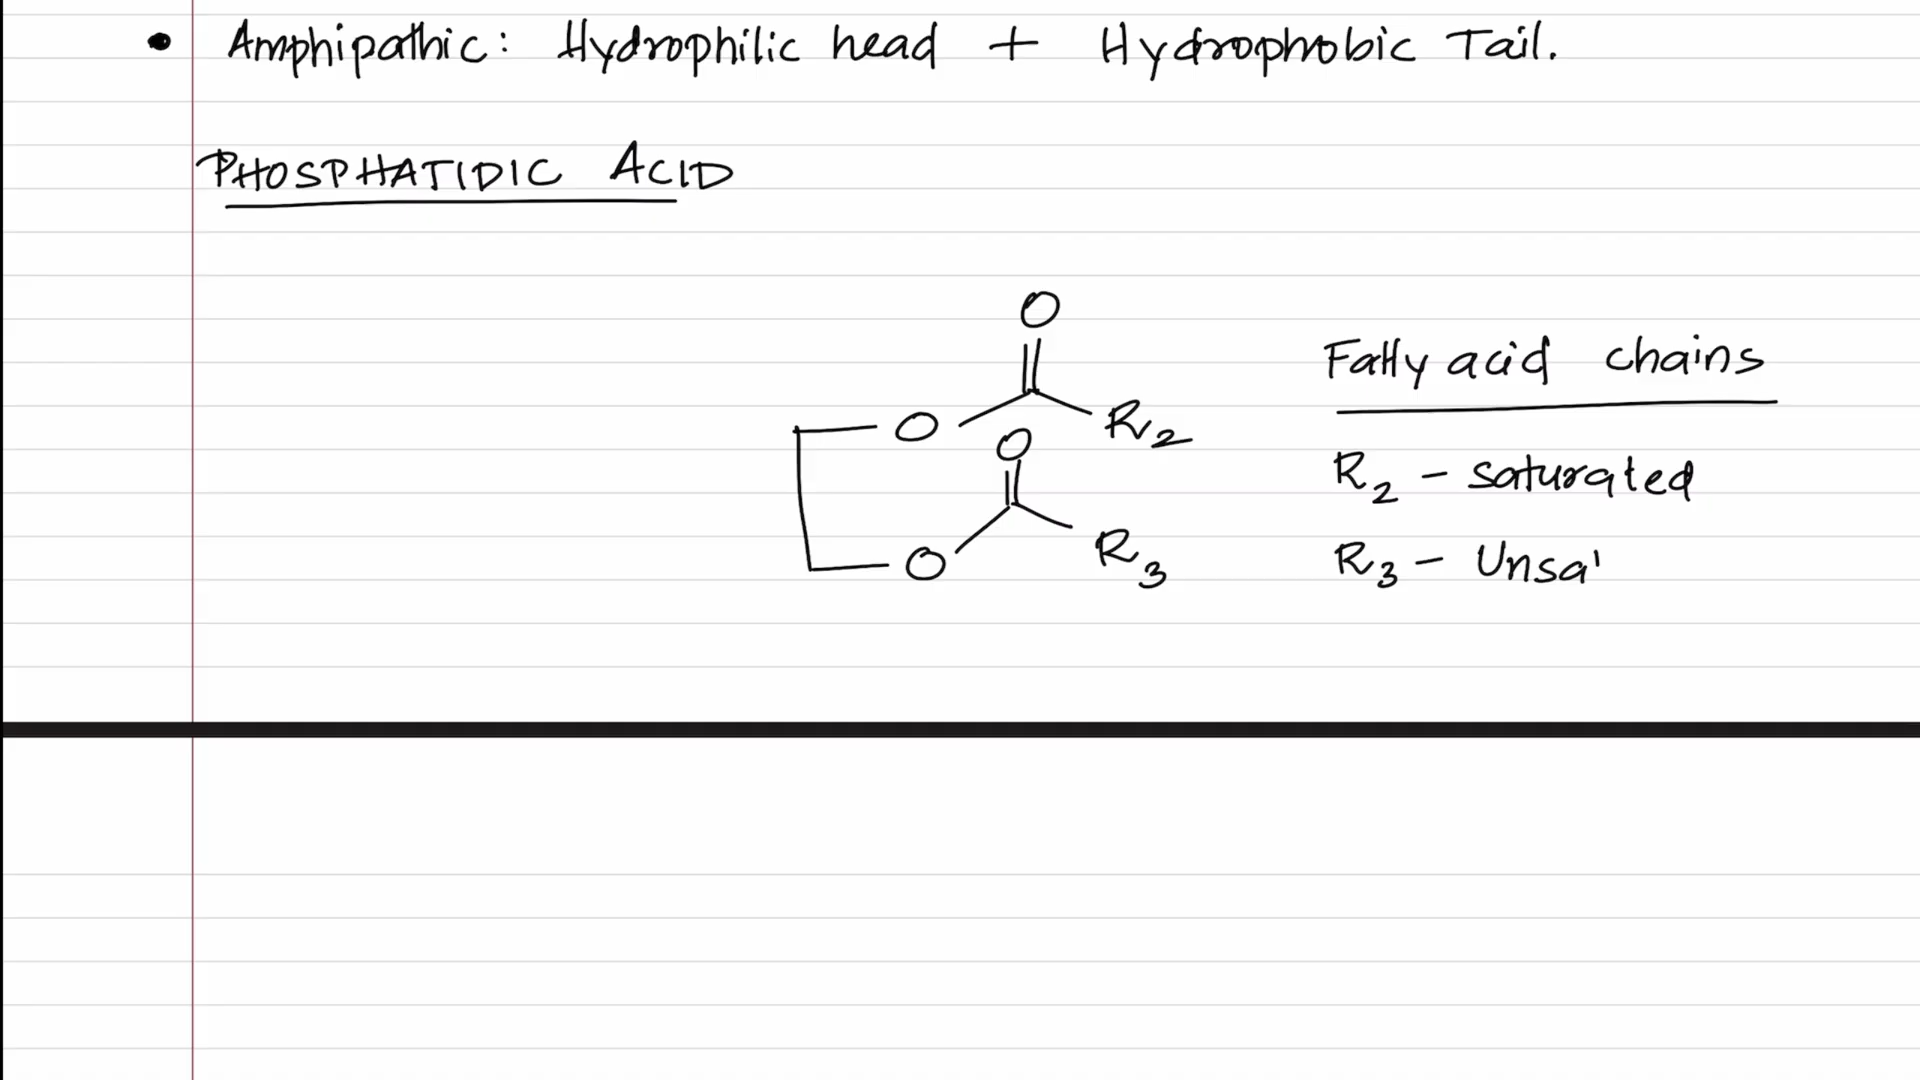 • Amphipathic: Hydrophilic head + Hydrophobic Tail.
PHOSPHATIDIC ACID
O
O
R2
O
O
R3
Fatty acid chains
R2 - saturated
R3 - Unsa